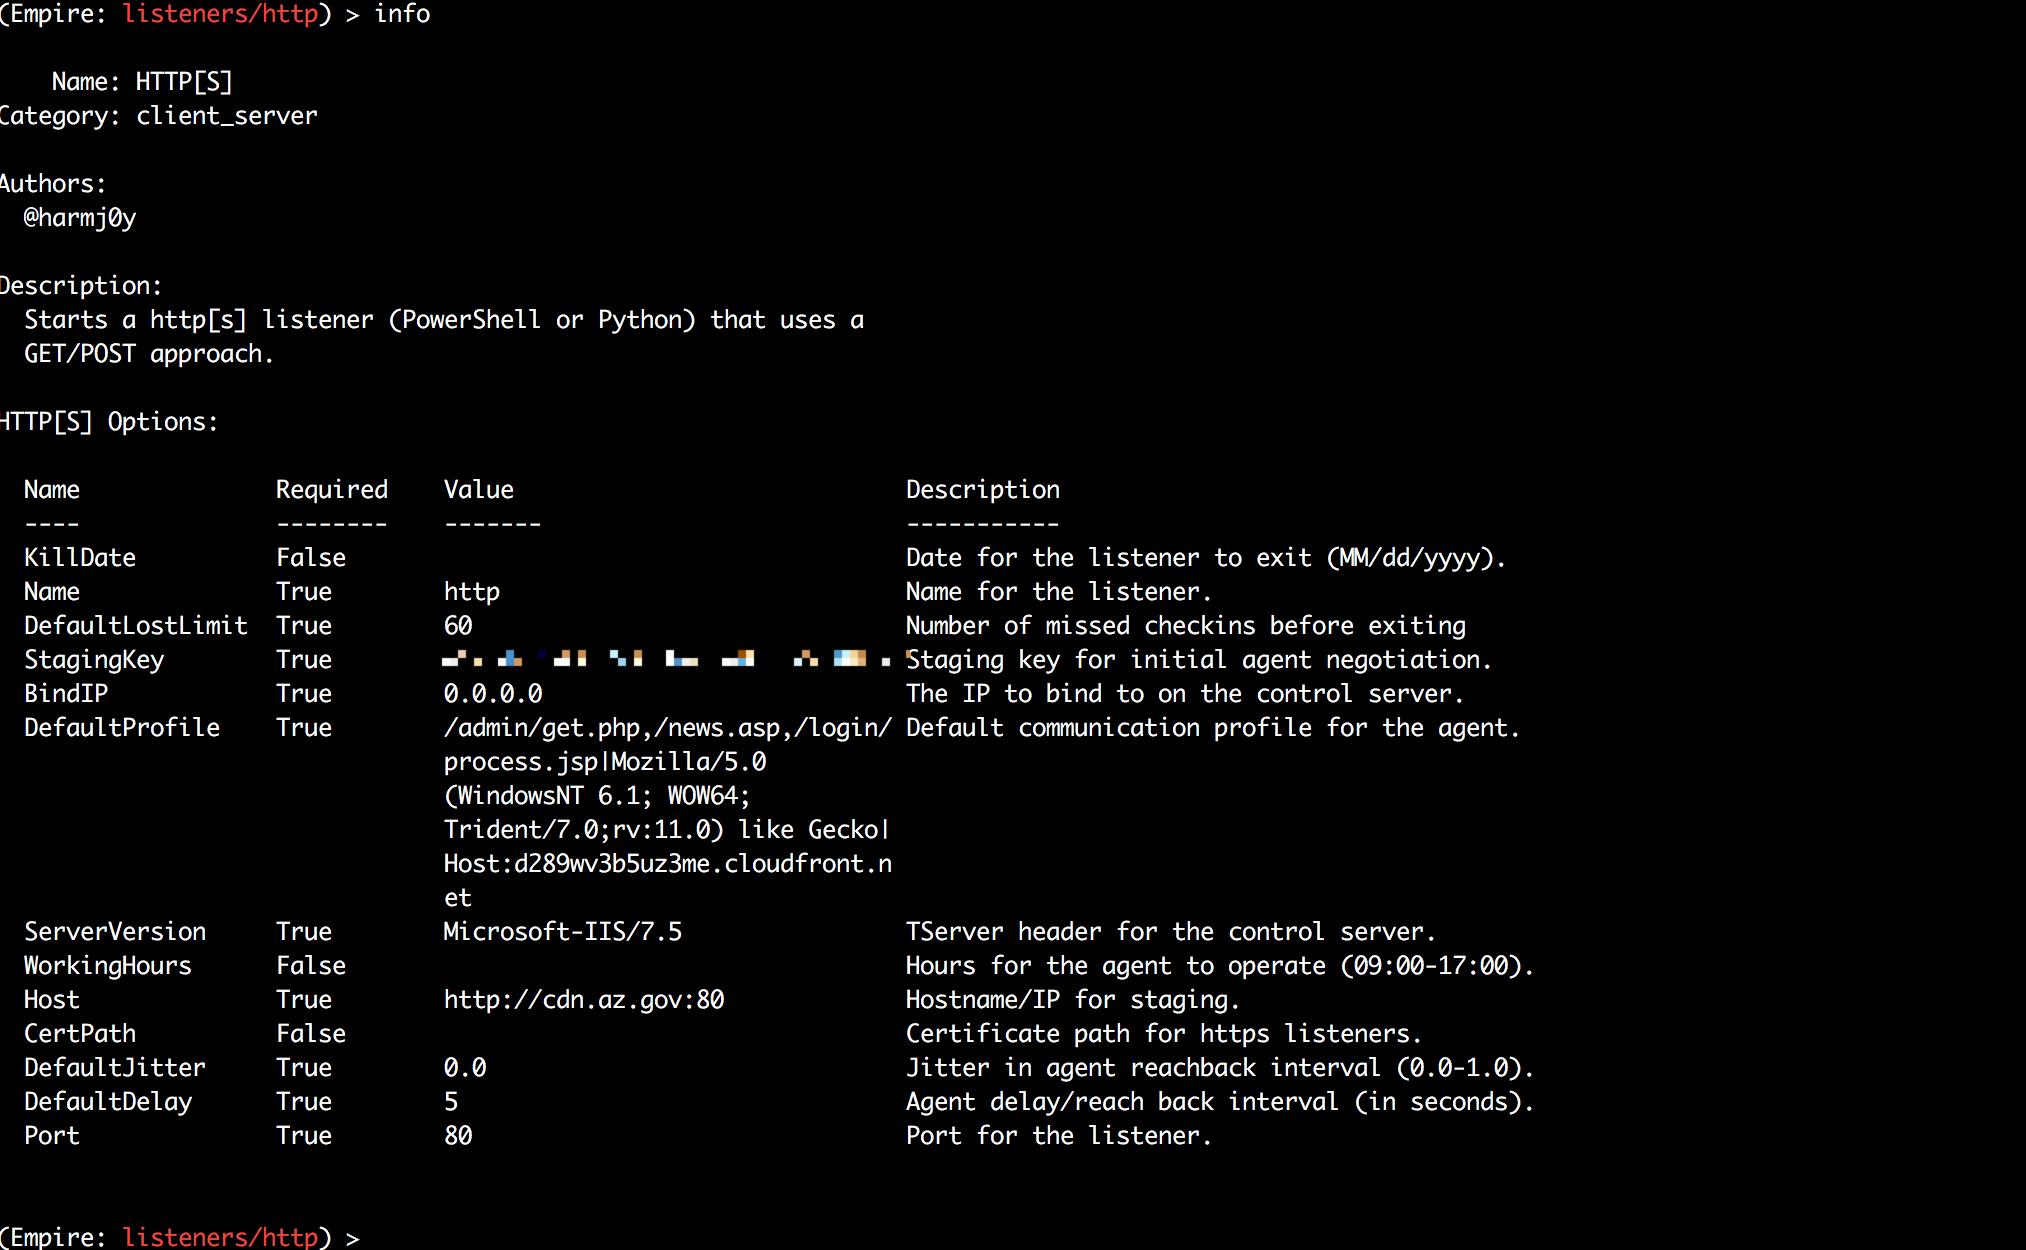 (Empire: listeners/http) > info
Name: HTTP[S]
Category: client_server
Authors:
@harmj0y
Description:
Starts a http[s] listener (PowerShell or Python) that uses a
GET/POST approach.
HTTP[S] Options:
Name Required Value Description
---- -------- ------- -----------
KillDate False Date for the listener to exit (MM/dd/yyyy).
Name True http Name for the listener.
DefaultLostLimit True 60 Number of missed checkins before exiting
StagingKey True Staging key for initial agent negotiation.
BindIP True 0.0.0.0 The IP to bind to on the control server.
DefaultProfile True /admin/get.php,/news.asp,/login/ Default communication profile for the agent.
process.jsp|Mozilla/5.0
(WindowsNT 6.1; WOW64;
Trident/7.0;rv:11.0) like Gecko|
Host:d289wv3b5uz3me.cloudfront.n
et
ServerVersion True Microsoft-IIS/7.5 TServer header for the control server.
WorkingHours False Hours for the agent to operate (09:00-17:00).
Host True http://cdn.az.gov:80 Hostname/IP for staging.
CertPath False Certificate path for https listeners.
DefaultJitter True 0.0 Jitter in agent reachback interval (0.0-1.0).
DefaultDelay True 5 Agent delay/reach back interval (in seconds).
Port True 80 Port for the listener.
(Empire: listeners/http) >